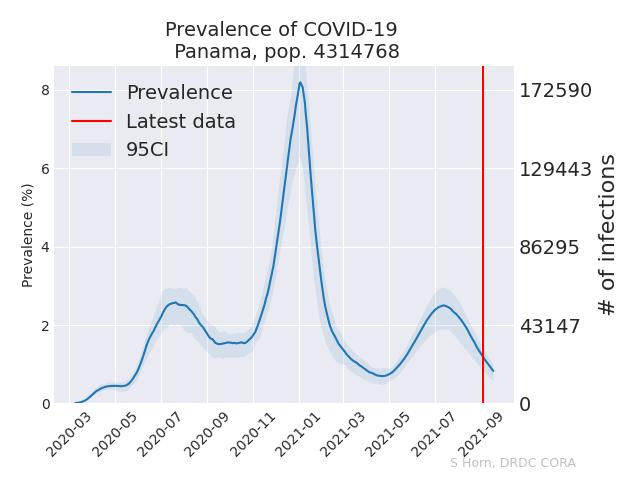 Prevalence of COVID-19
Panama, pop. 4314768
Prevalence
Latest data
95CI
Prevalence (%)
8
6
4
2
0
172590
129443
86295
43147
0
# of infections
2020-03
2020-05
2020-07
2020-09
2020-11
2021-01
2021-03
2021-05
2021-07
2021-09
S Horn, DRDC CORA